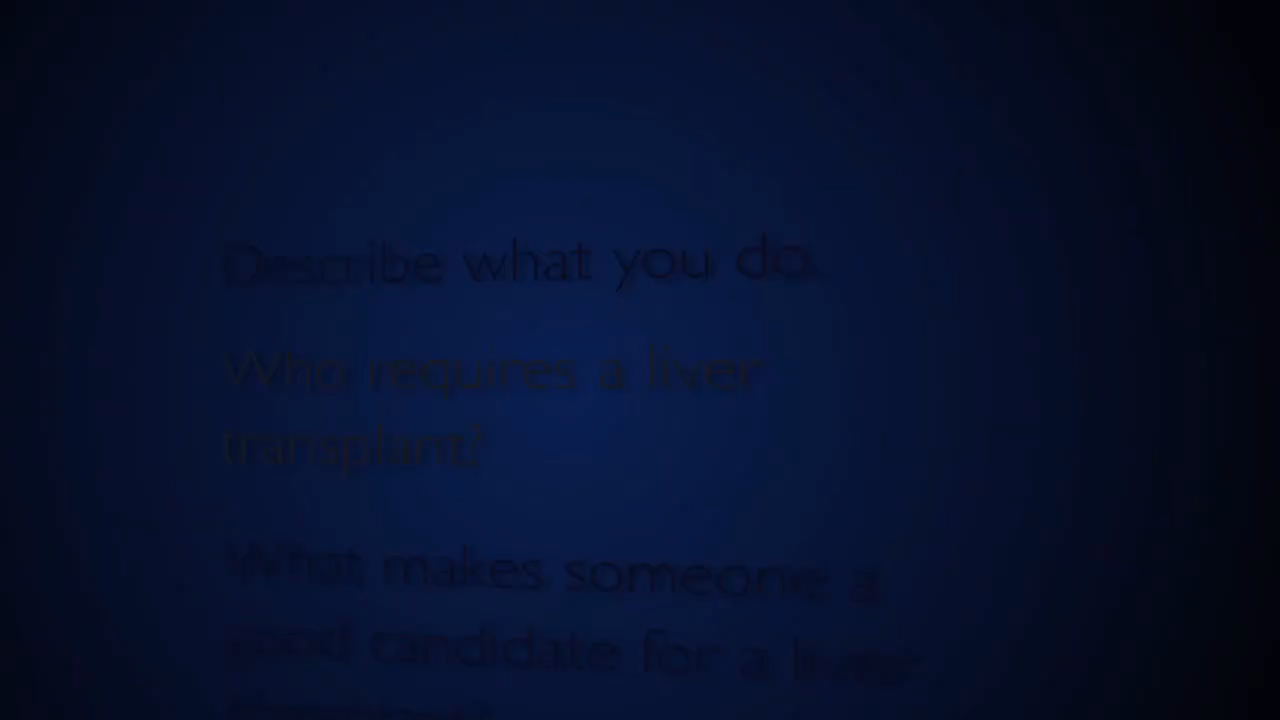 Describe what you do.
Who requires a liver
transplant?
What makes someone a
good candidate for a liver